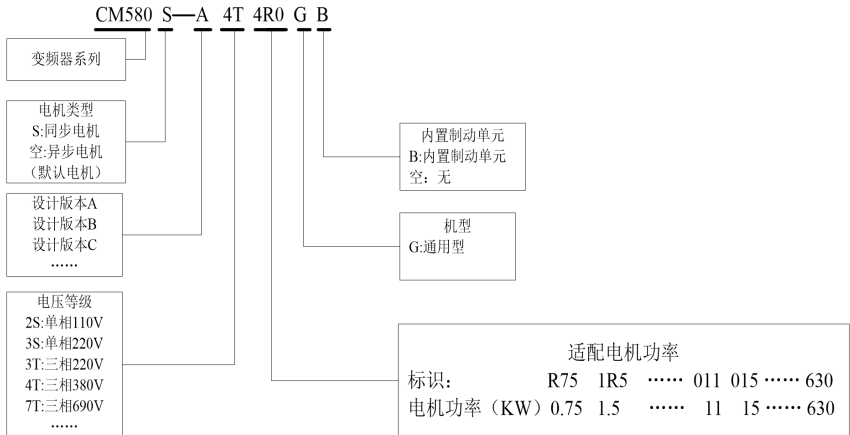 CM580 S—A 4T 4R0 G B
变频器系列
电机类型
S:同步电机
空:异步电机
（默认电机）
设计版本A
设计版本B
设计版本C
……
电压等级
2S:单相110V
3S:单相220V
3T:三相220V
4T:三相380V
7T:三相690V
……
内置制动单元
B:内置制动单元
空：无
机型
G:通用型
适配电机功率
标识： R75 1R5 …… 011 015 …… 630
电机功率（KW）0.75 1.5 …… 11 15 …… 630